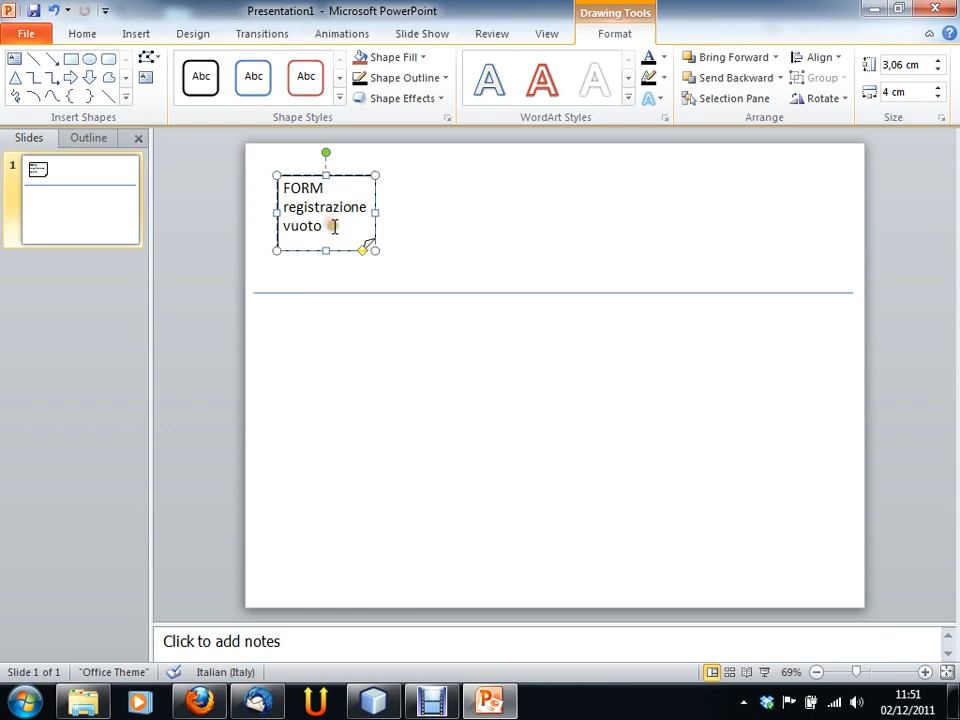 Presentation1 - Microsoft PowerPoint
Drawing Tools
File Home Insert Design Transitions Animations Slide Show Review View Format
Abc Abc Abc
Shape Fill
Shape Outline
Shape Effects
A A A
Bring Forward
Send Backward
Selection Pane
Align
Group
Rotate
3,06 cm
4 cm
Insert Shapes Shape Styles WordArt Styles Arrange Size
Slides Outline
1
FORM
registrazione
vuoto
Click to add notes
Slide 1 of 1 "Office Theme" Italian (Italy) 69%
11:51
02/12/2011